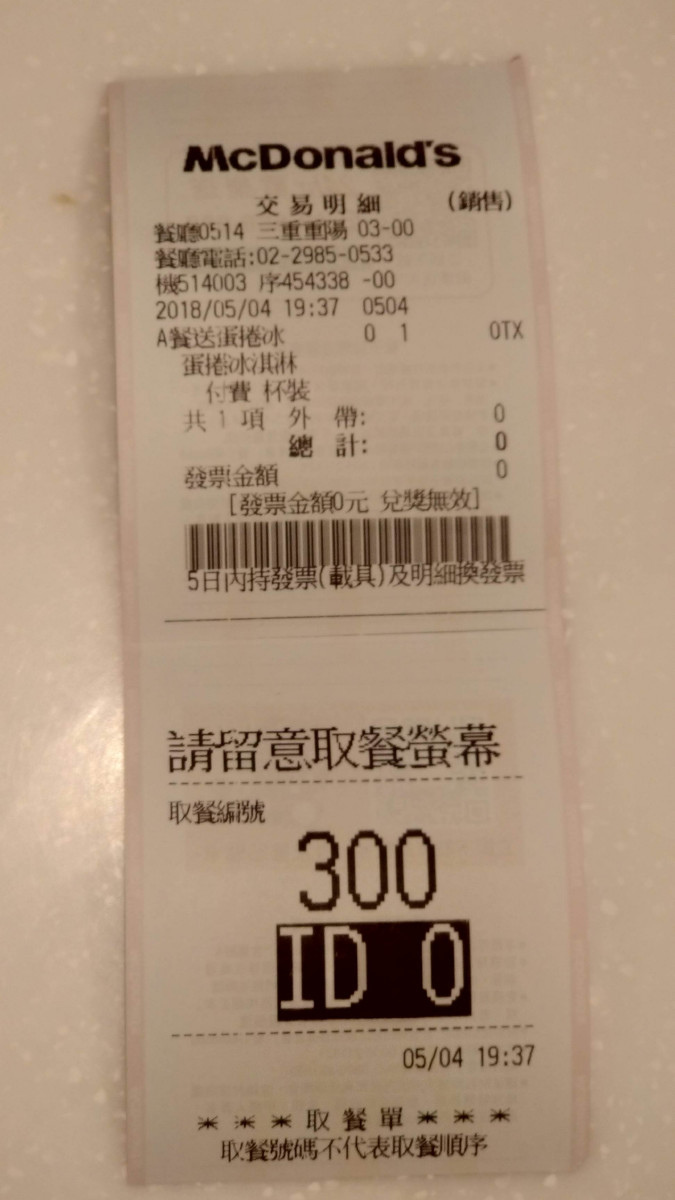 McDonald's
交易明細 (銷售)
餐廳0514 三重重陽 03-00
餐廳電話:02-2985-0533
機514003 序454338 -00
2018/05/04 19:37 0504
A餐送蛋捲冰 0 1 0TX
蛋捲冰淇淋
付費 杯裝
共 1 項 外 帶: 0
總 計: 0
發票金額 0
[發票金額0元 兌獎無效]
5日內持發票(載具)及明細換發票
請留意取餐螢幕
取餐編號
300
ID 0
05/04 19:37
* * * 取 餐 單 * * *
取餐號碼不代表取餐順序